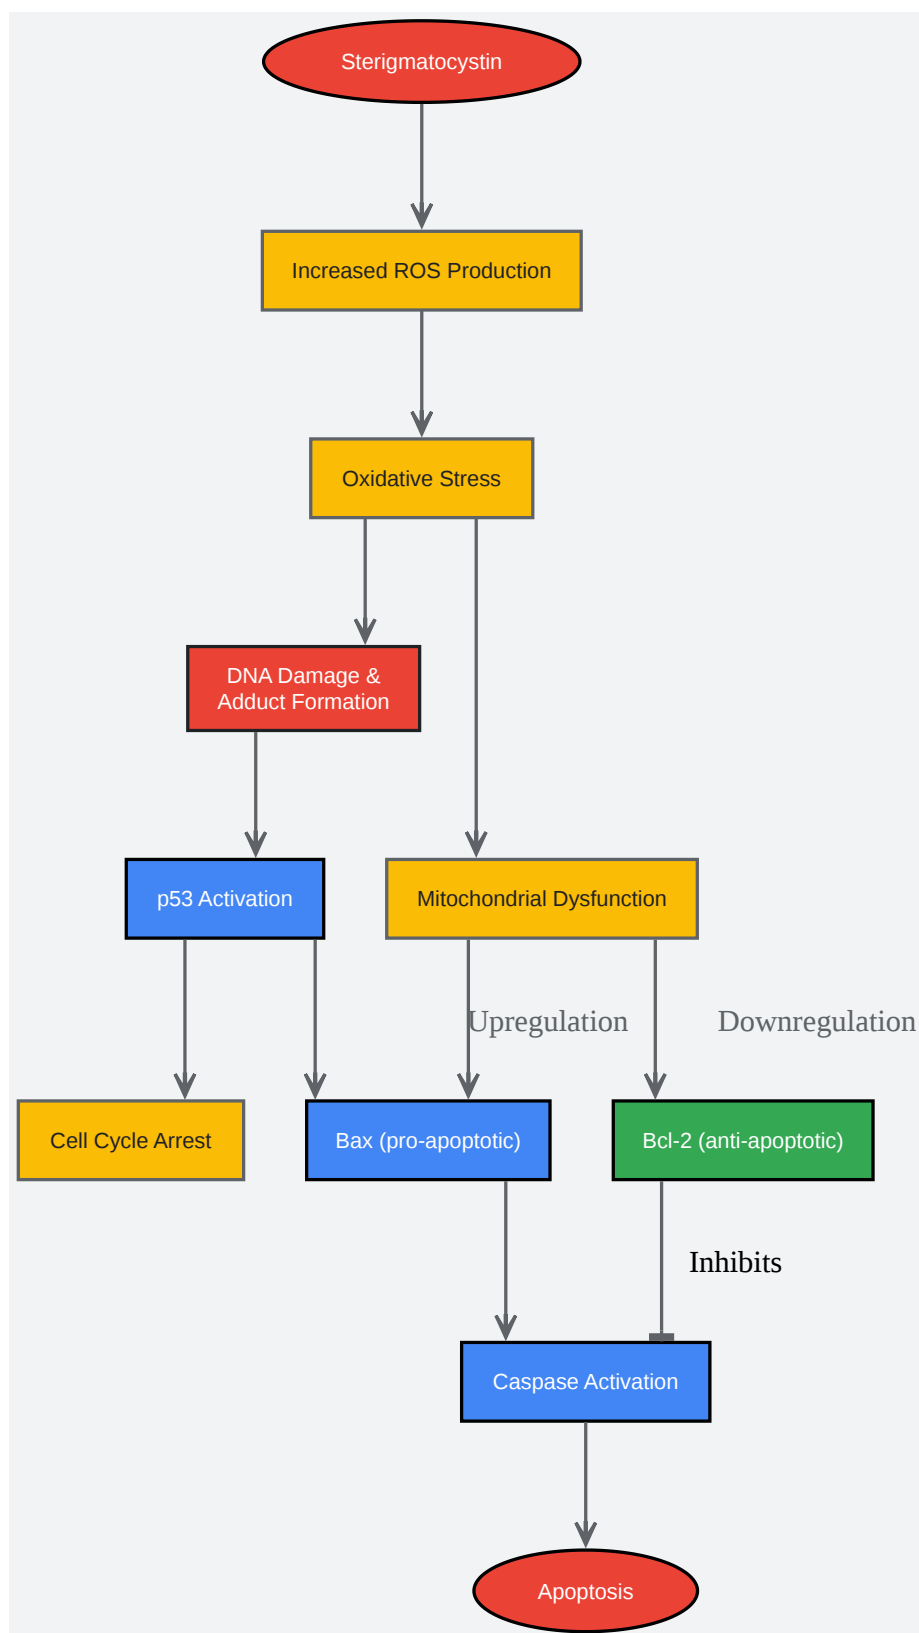 Sterigmatocystin
Increased ROS Production
Oxidative Stress
DNA Damage &
Adduct Formation
p53 Activation
Mitochondrial Dysfunction
Upregulation
Downregulation
Cell Cycle Arrest
Bax (pro-apoptotic)
Bcl-2 (anti-apoptotic)
Inhibits
Caspase Activation
Apoptosis